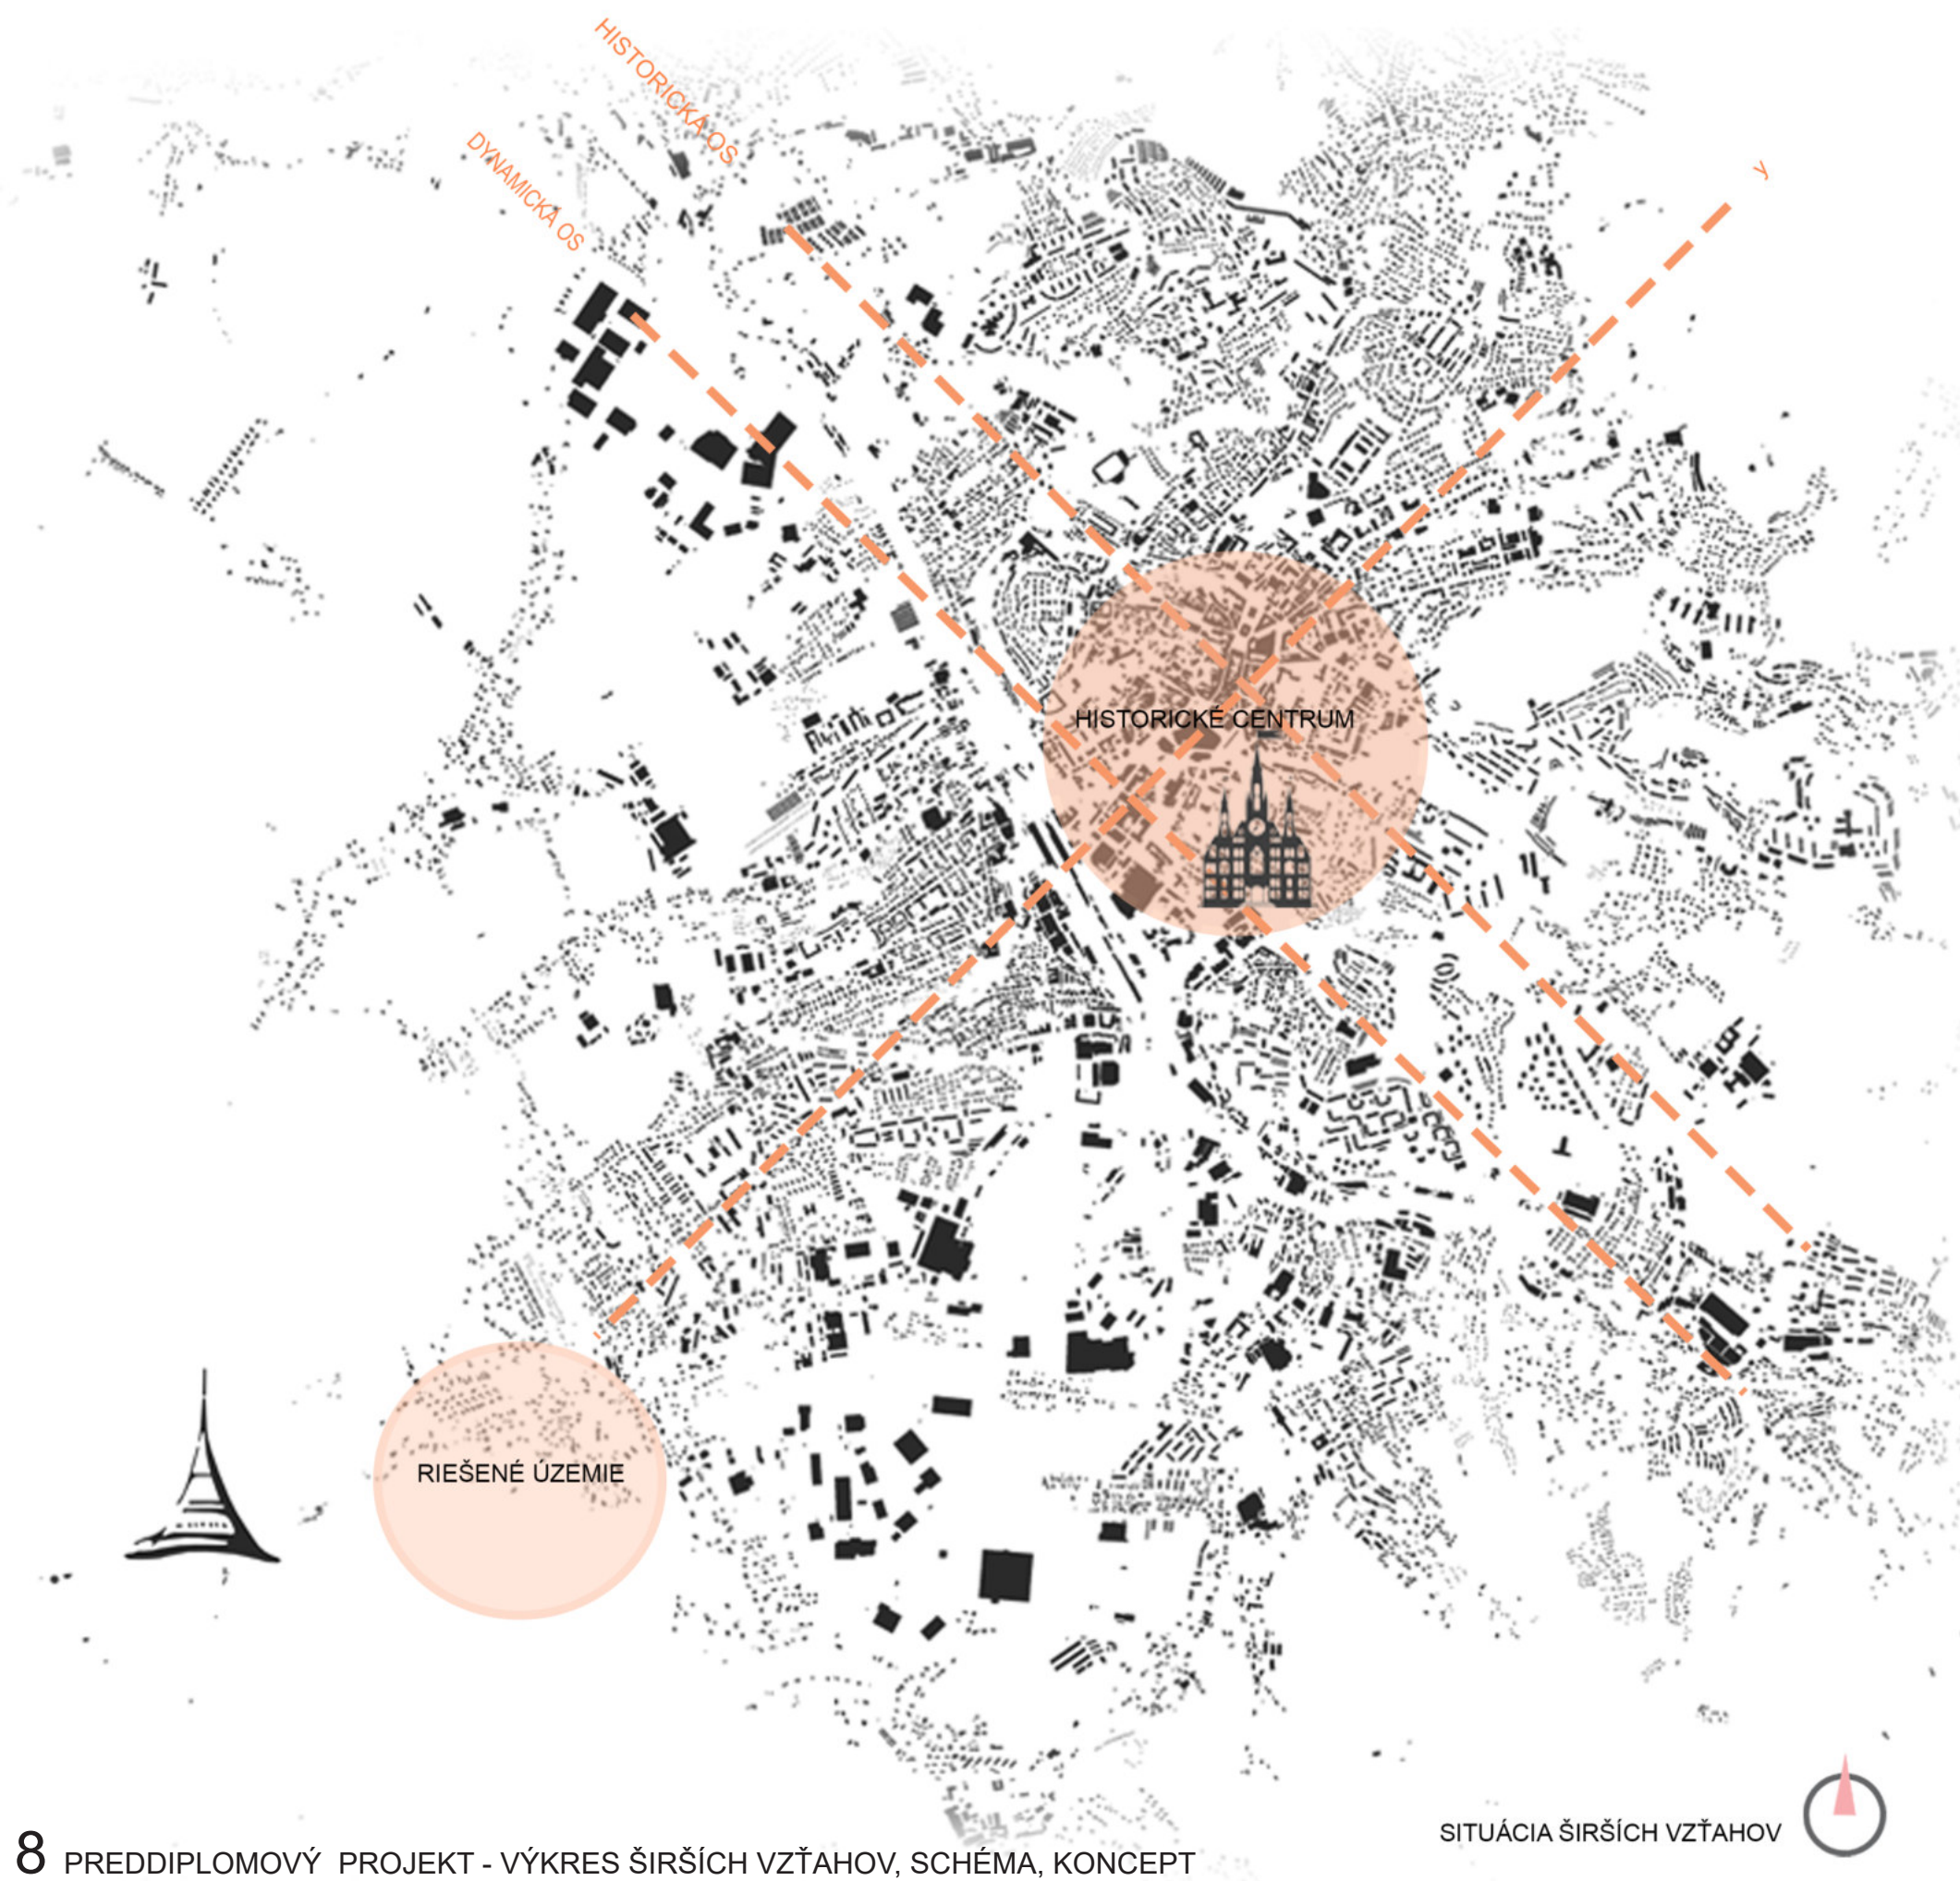 HISTORICKÁ OS
DYNAMICKÁ OS
y
HISTORICKÉ CENTRUM
RIEŠENÉ ÚZEMIE
SITUÁCIA ŠIRŠÍCH VZŤAHOV
8 PREDDIPLOMOVÝ PROJEKT - VÝKRES ŠIRŠÍCH VZŤAHOV, SCHÉMA, KONCEPT